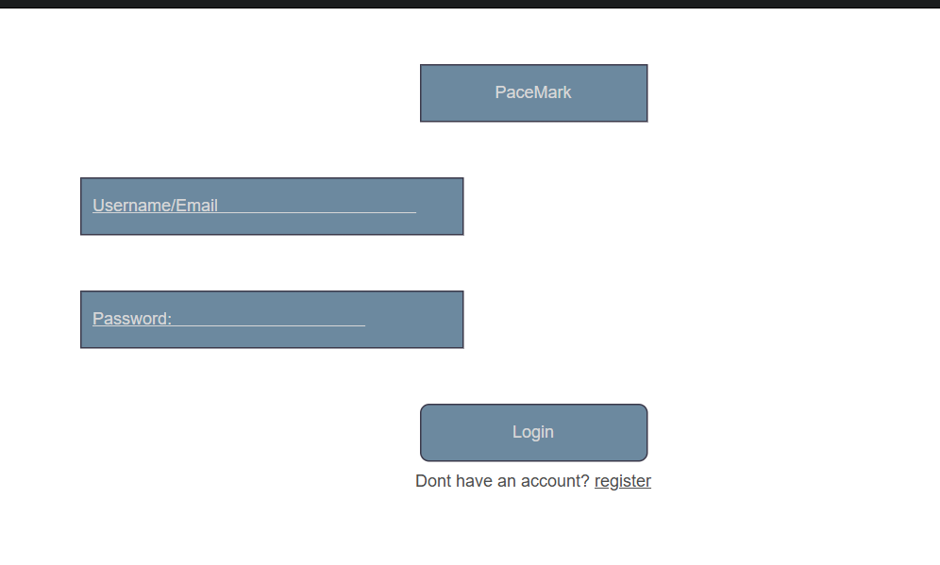 PaceMark
Username/Email
Password:
Login
Dont have an account? register